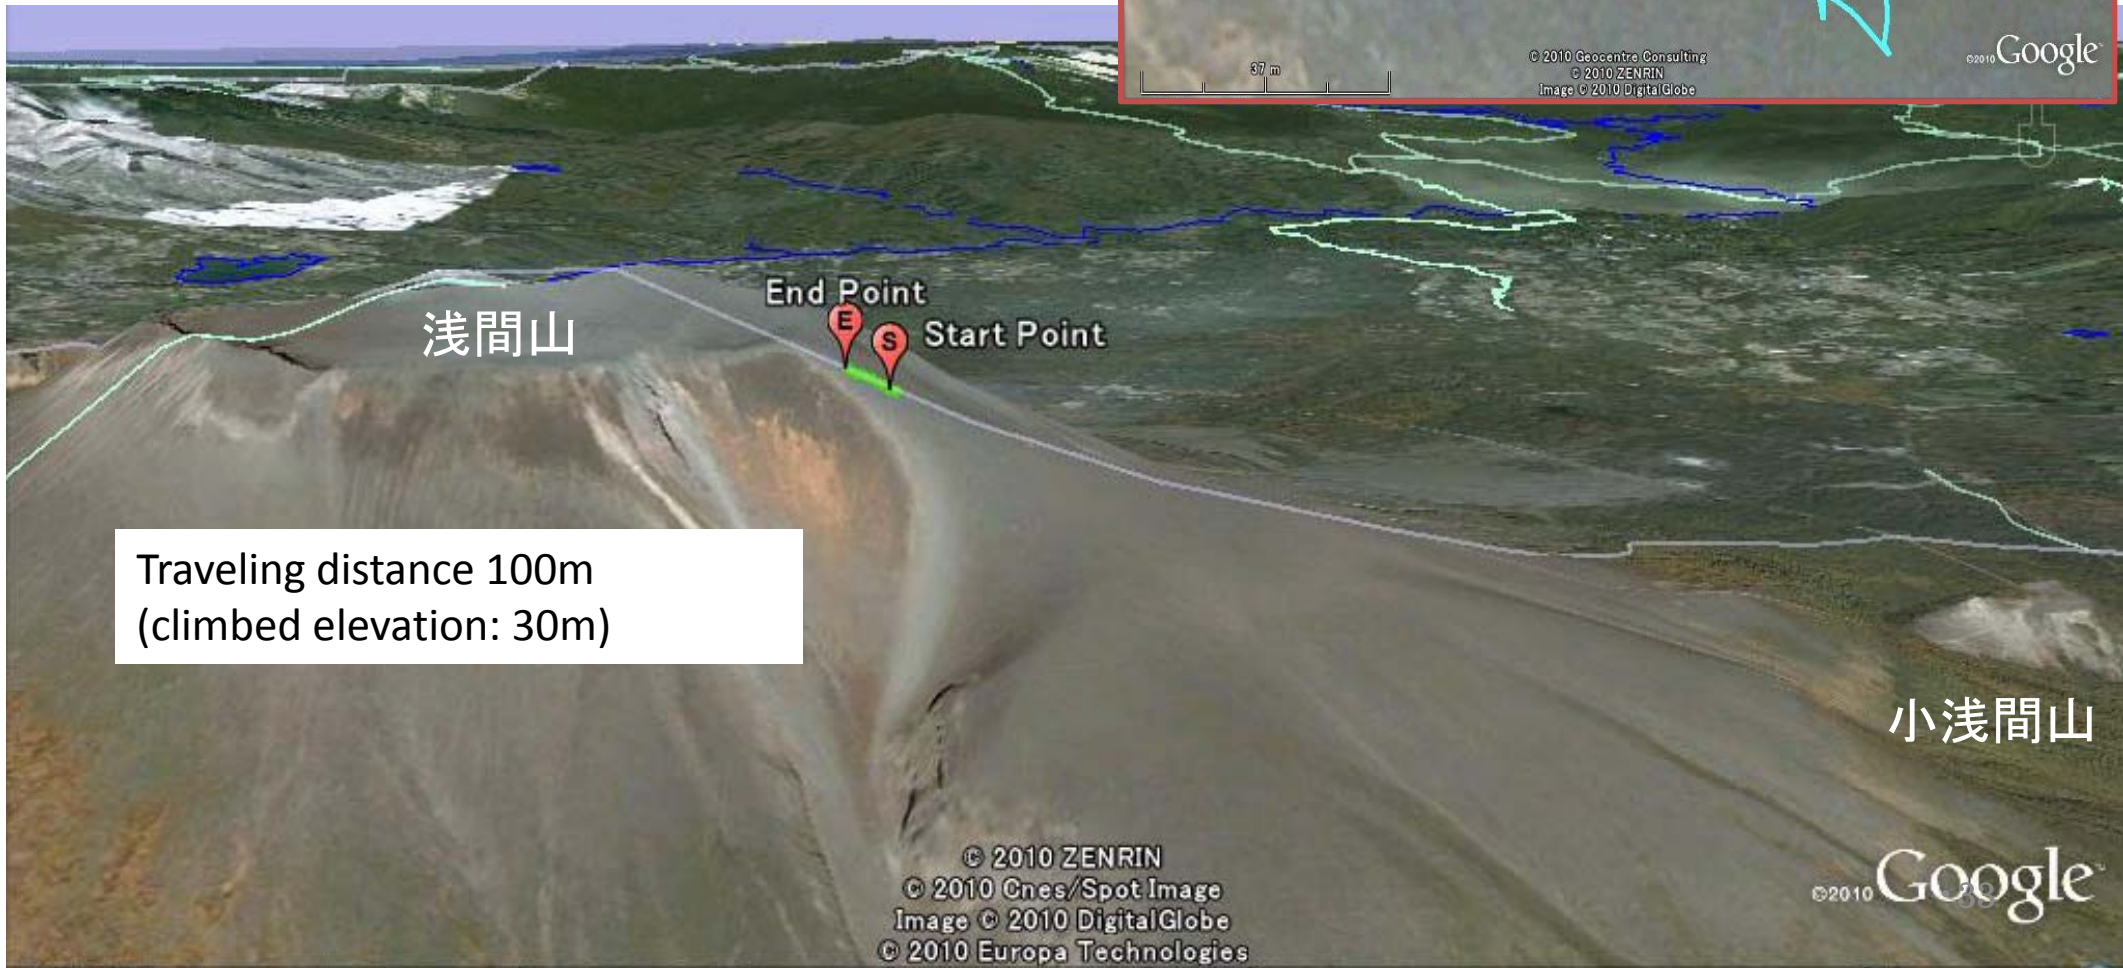 37 m
© 2010 Geocentre Consulting
© 2010 ZENRIN
Image © 2010 DigitalGlobe
©2010 Google
End Point
E
S
Start Point
浅間山
Traveling distance 100m
(climbed elevation: 30m)
小浅間山
© 2010 ZENRIN
© 2010 Cnes/Spot Image
Image © 2010 DigitalGlobe
© 2010 Europa Technologies
©2010 Google
38